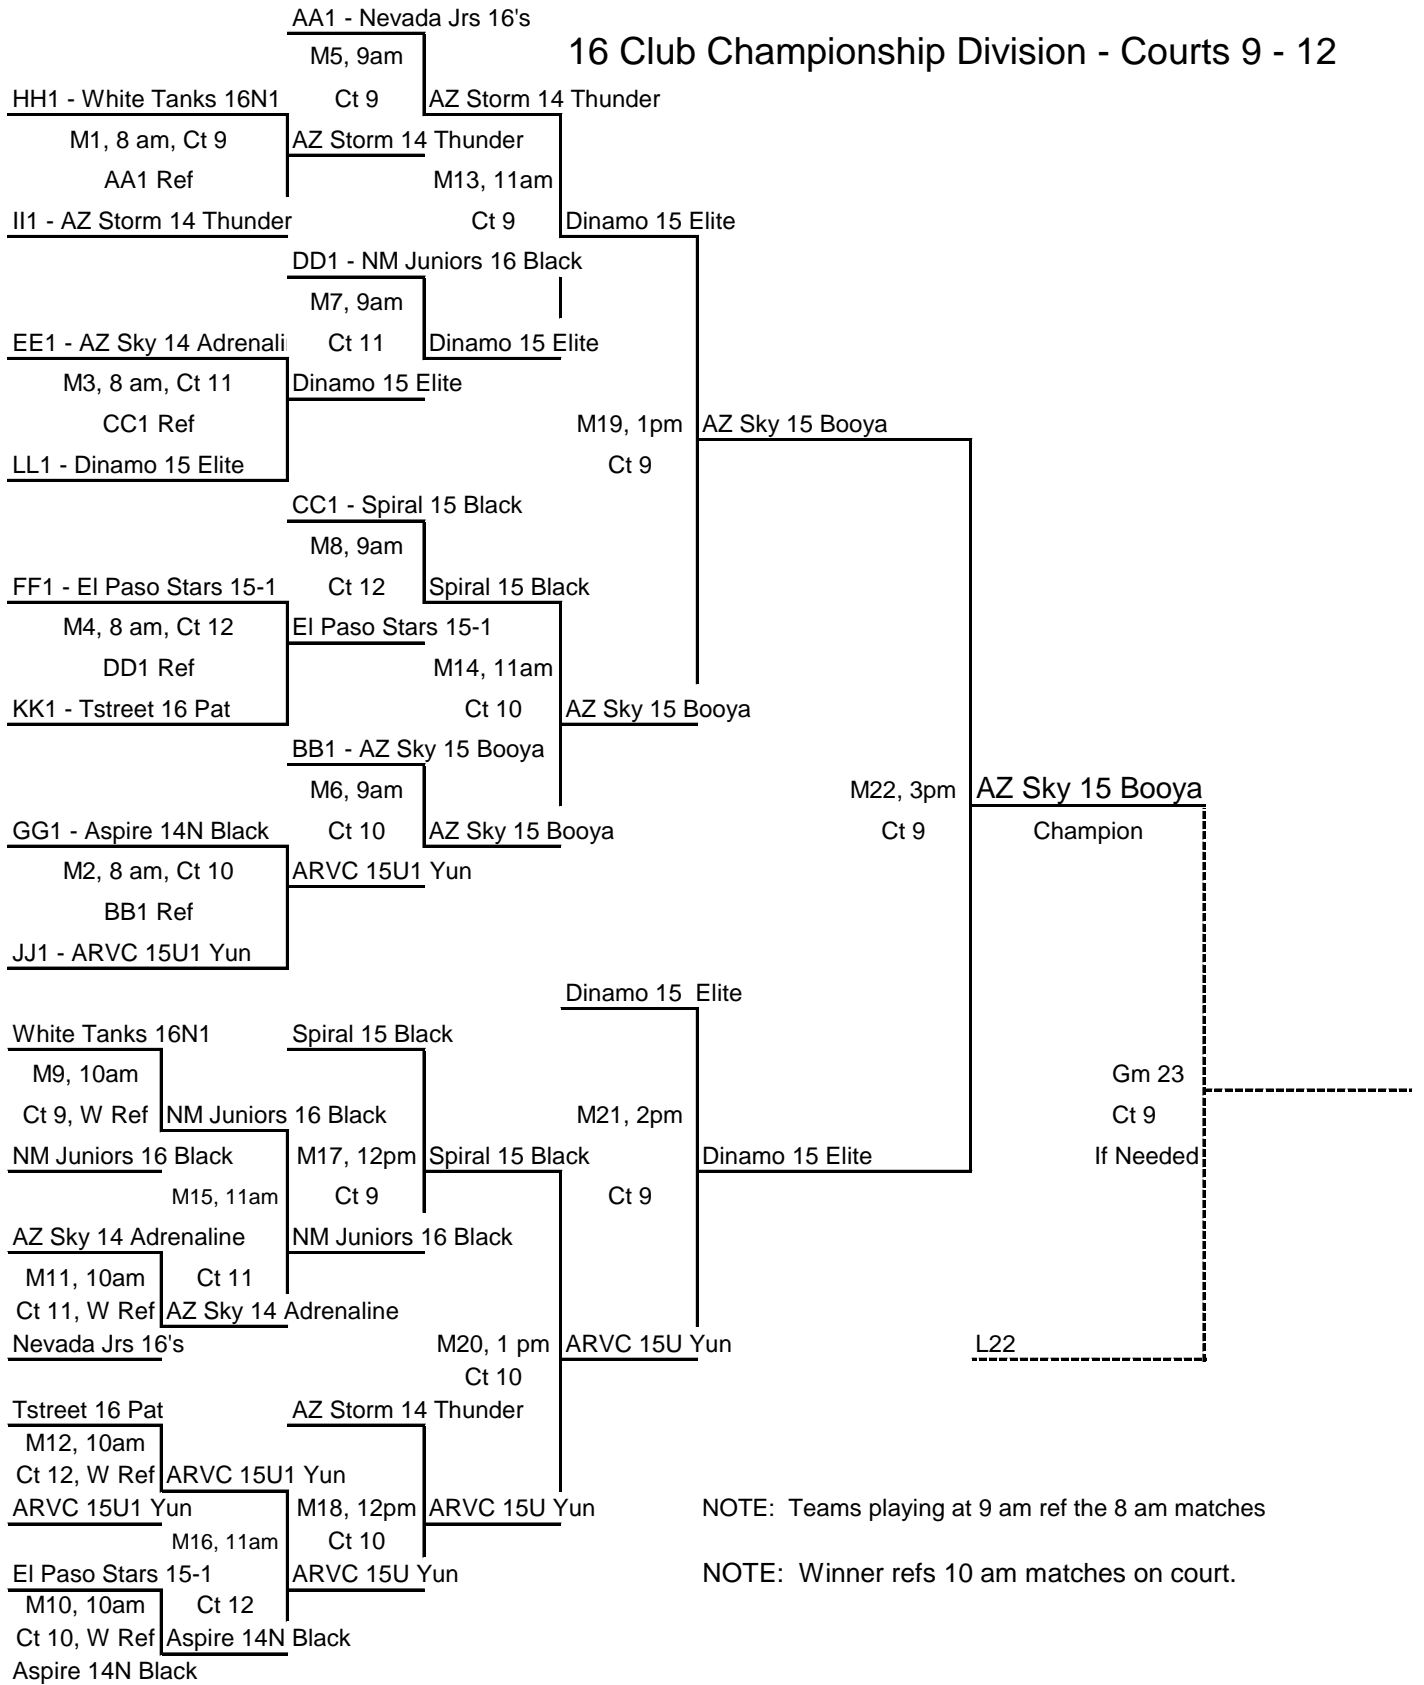 AA1 - Nevada Jrs 16's
16 Club Championship Division - Courts 9 - 12
M5, 9am
HH1 - White Tanks 16N1
Ct 9
AZ Storm 14 Thunder
M1, 8 am, Ct 9
AZ Storm 14 Thunder
AA1 Ref
M13, 11am
II1 - AZ Storm 14 Thunder
Ct 9
Dinamo 15 Elite
DD1 - NM Juniors 16 Black
M7, 9am
EE1 - AZ Sky 14 Adrenali
Ct 11
Dinamo 15 Elite
M3, 8 am, Ct 11
Dinamo 15 Elite
CC1 Ref
M19, 1pm
AZ Sky 15 Booya
LL1 - Dinamo 15 Elite
Ct 9
CC1 - Spiral 15 Black
M8, 9am
FF1 - El Paso Stars 15-1
Ct 12
Spiral 15 Black
M4, 8 am, Ct 12
El Paso Stars 15-1
DD1 Ref
M14, 11am
KK1 - Tstreet 16 Pat
Ct 10
AZ Sky 15 Booya
BB1 - AZ Sky 15 Booya
M6, 9am
M22, 3pm
AZ Sky 15 Booya
GG1 - Aspire 14N Black
Ct 10
AZ Sky 15 Booya
Ct 9
Champion
M2, 8 am, Ct 10
ARVC 15U1 Yun
BB1 Ref
JJ1 - ARVC 15U1 Yun
Dinamo 15  Elite
White Tanks 16N1
Spiral 15 Black
M9, 10am
Gm 23
Ct 9, W Ref
NM Juniors 16 Black
M21, 2pm
Ct 9
NM Juniors 16 Black
M17, 12pm
Spiral 15 Black
Dinamo 15 Elite
If Needed
M15, 11am
Ct 9
Ct 9
AZ Sky 14 Adrenaline
NM Juniors 16 Black
M11, 10am
Ct 11
Ct 11, W Ref
AZ Sky 14 Adrenaline
Nevada Jrs 16's
M20, 1 pm
ARVC 15U Yun
L22
Ct 10
Tstreet 16 Pat
AZ Storm 14 Thunder
M12, 10am
Ct 12, W Ref
ARVC 15U1 Yun
ARVC 15U1 Yun
M18, 12pm
ARVC 15U Yun
NOTE:  Teams playing at 9 am ref the 8 am matches
M16, 11am
Ct 10
El Paso Stars 15-1
ARVC 15U Yun
NOTE:  Winner refs 10 am matches on court.
M10, 10am
Ct 12
Ct 10, W Ref
Aspire 14N Black
Aspire 14N Black